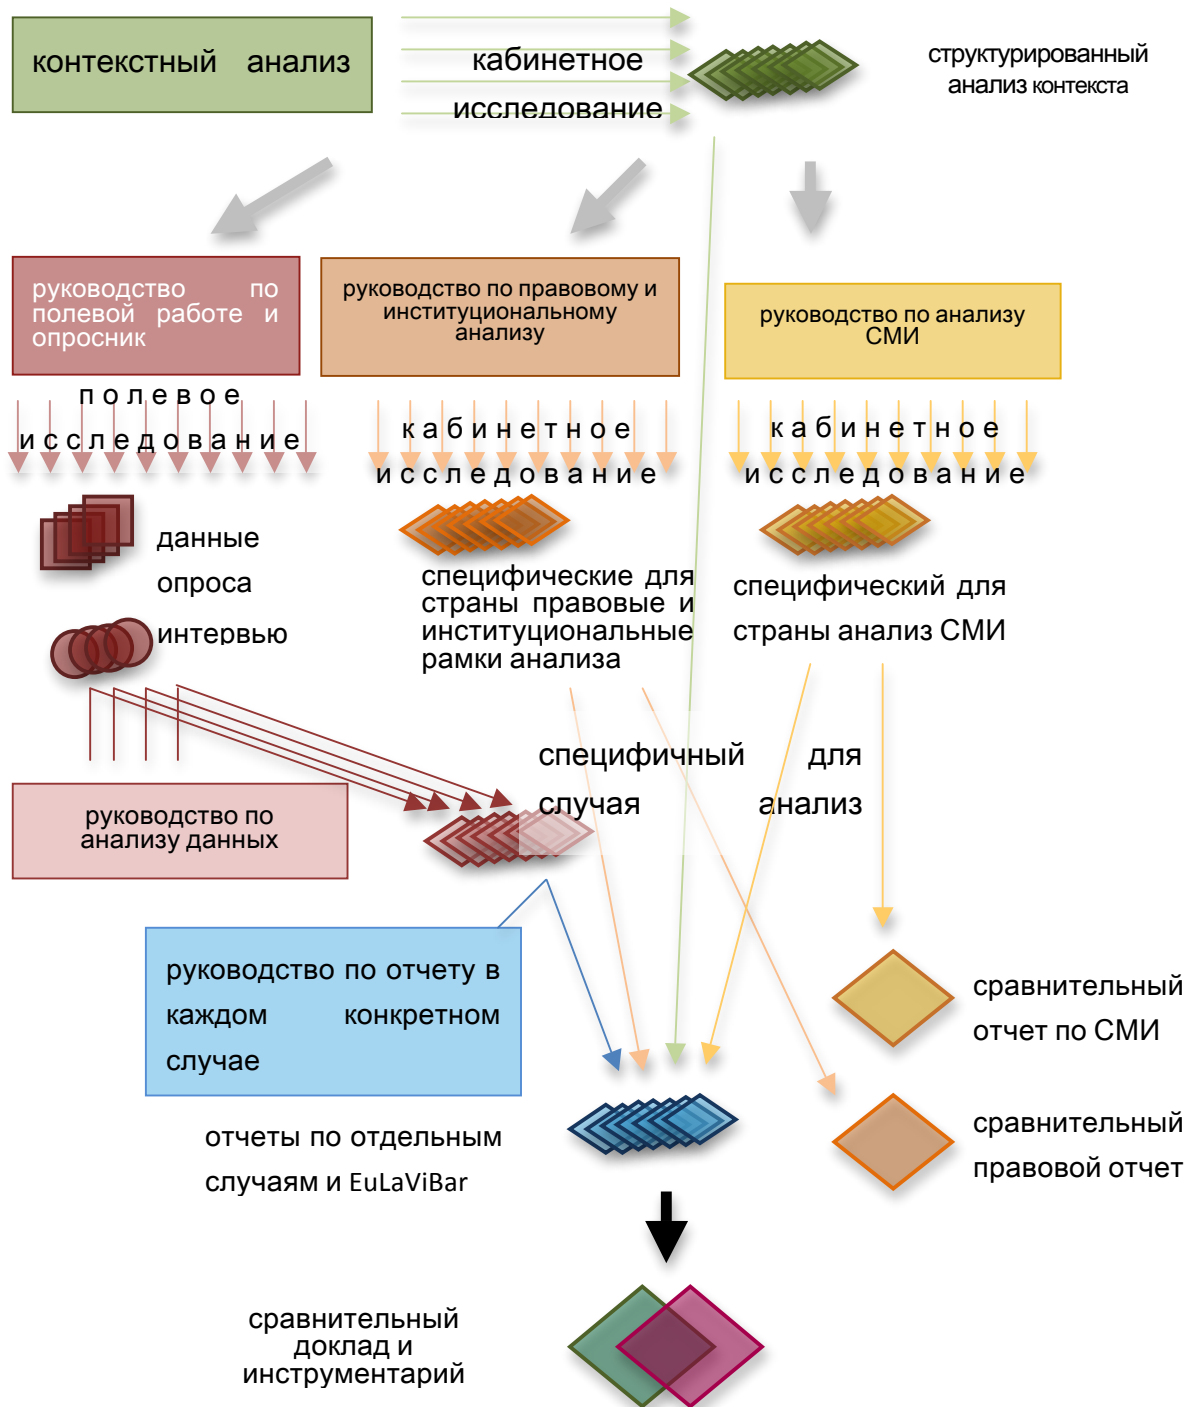 контекстный анализ
кабинетное
исследование
структурированный
анализ контекста
руководство по
полевой работе и
опросник
руководство по правовому и
институциональному
анализу
руководство по анализу
СМИ
полевое
исследование
кабинетное
исследование
кабинетное
исследование
данные
опроса
интервью
специфические для
страны правовые и
институциональные
рамки анализа
специфический для
страны анализ СМИ
специфичный для
случая анализ
руководство по
анализу данных
руководство по отчету в
каждом конкретном
случае
сравнительный
отчет по СМИ
сравнительный
правовой отчет
отчеты по отдельным
случаям и EuLaViBar
сравнительный
доклад и
инструментарий